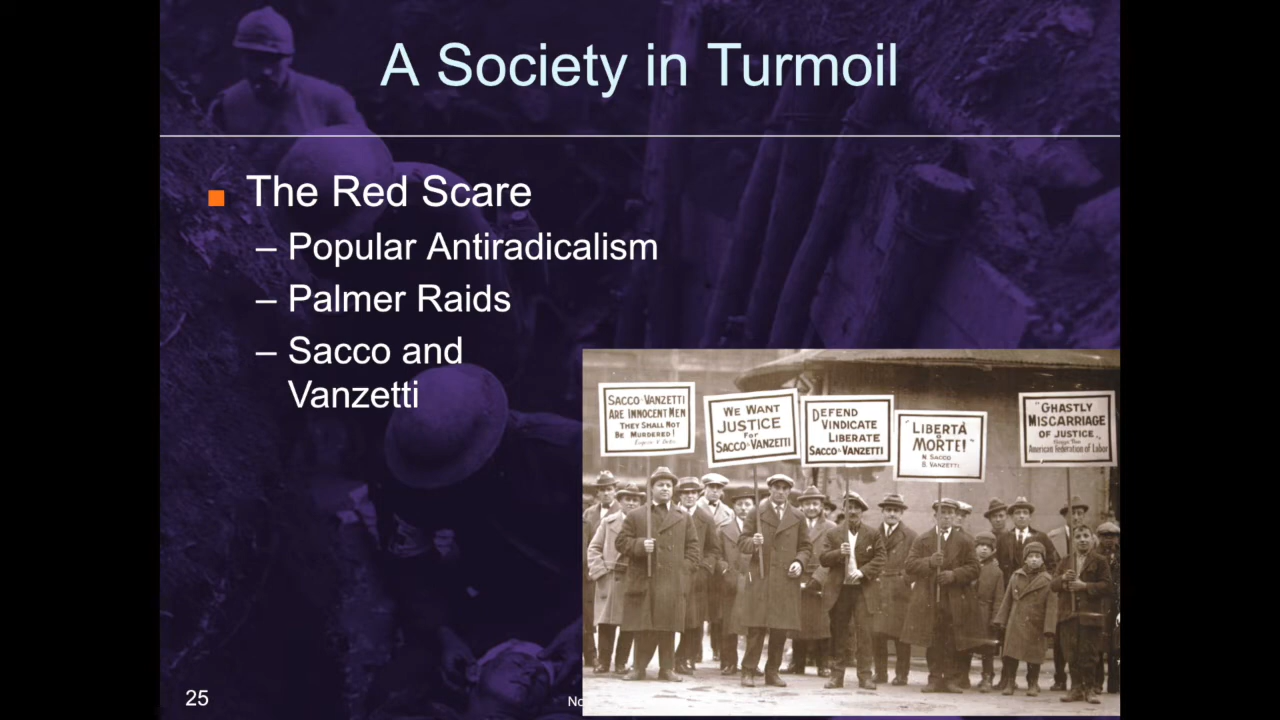 A Society in Turmoil
The Red Scare
– Popular Antiradicalism
– Palmer Raids
– Sacco and
Vanzetti
SACCO-VANZETTI
ARE INNOCENT MEN
THEY SHALL NOT
BE MURDERED!
Eugene V. Debs
WE WANT
JUSTICE
FOR
SACCO-VANZETTI
DEFEND
VINDICATE
LIBERATE
SACCO-VANZETTI
"LIBERTÀ
O
MORTE!"
N. SACCO
B. VANZETTI
"GHASTLY
MISCARRIAGE
OF JUSTICE"
American Federation of Labor
25